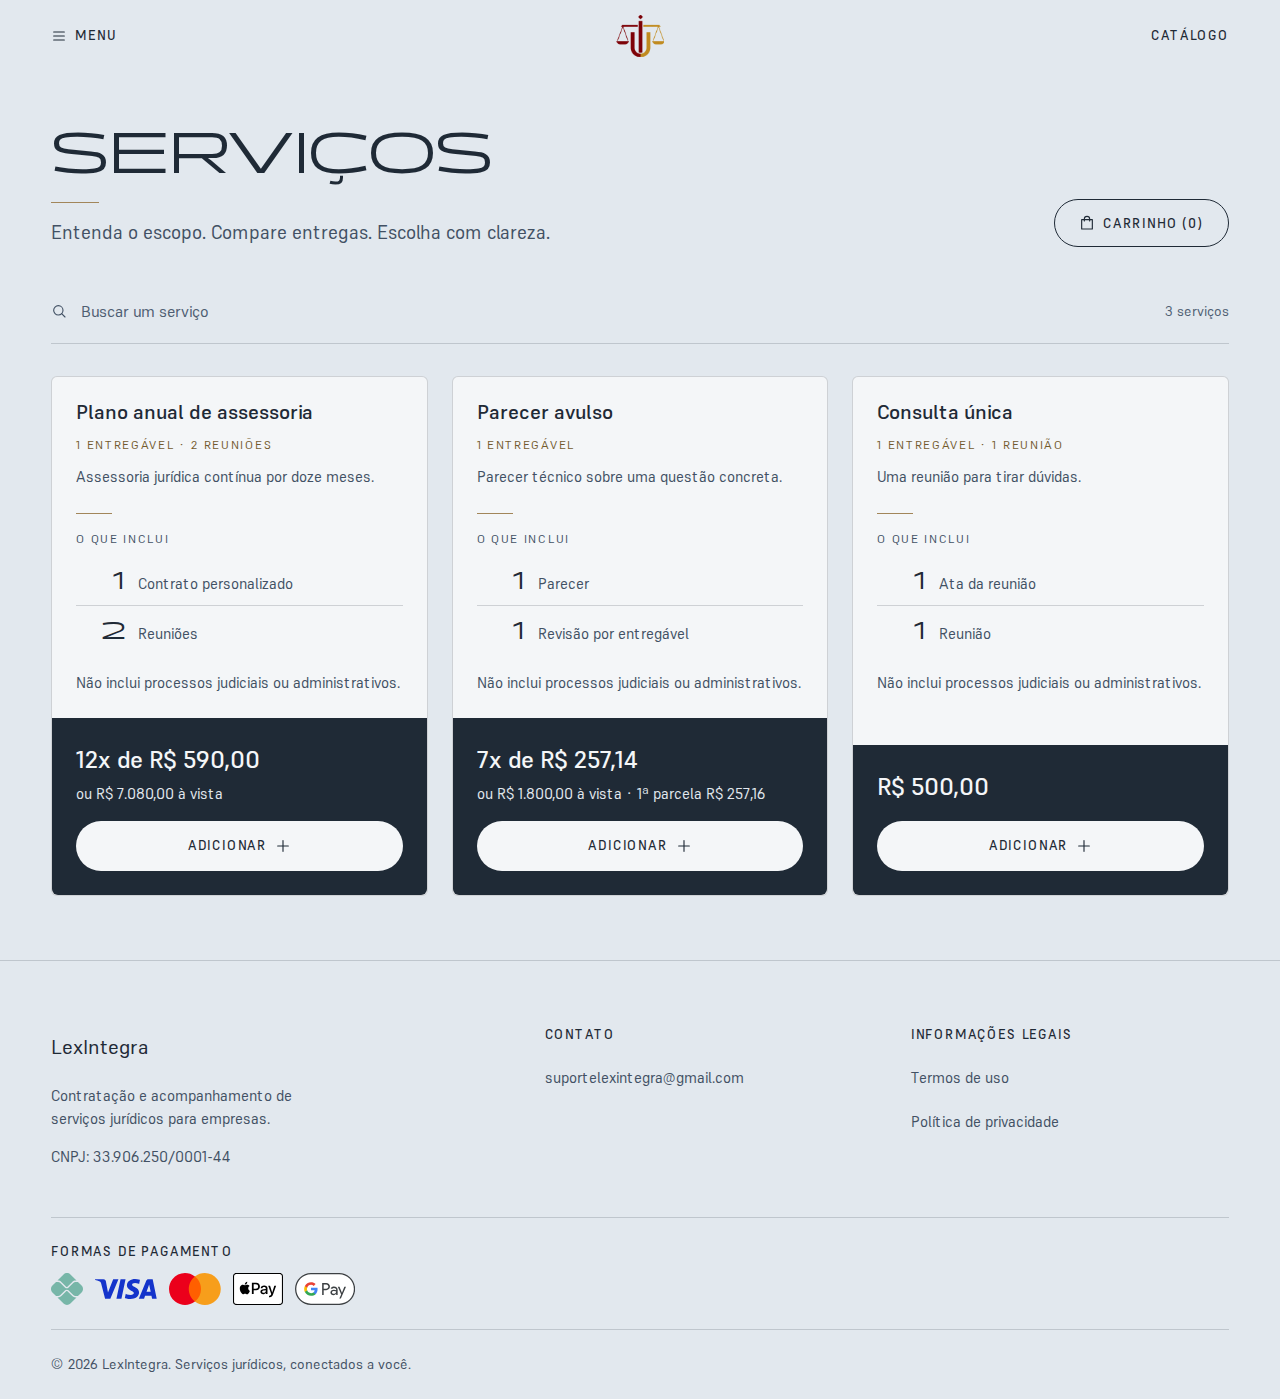 MENU
CATÁLOGO
SERVIÇOS
Entenda o escopo. Compare entregas. Escolha com clareza.
CARRINHO (0)
Buscar um serviço
3 serviços
Plano anual de assessoria
1 ENTREGÁVEL · 2 REUNIÕES
Assessoria jurídica contínua por doze meses.
O QUE INCLUI
1 Contrato personalizado
2 Reuniões
Não inclui processos judiciais ou administrativos.
12x de R$ 590,00
ou R$ 7.080,00 à vista
ADICIONAR
Parecer avulso
1 ENTREGÁVEL
Parecer técnico sobre uma questão concreta.
O QUE INCLUI
1 Parecer
1 Revisão por entregável
Não inclui processos judiciais ou administrativos.
7x de R$ 257,14
ou R$ 1.800,00 à vista · 1ª parcela R$ 257,16
ADICIONAR
Consulta única
1 ENTREGÁVEL · 1 REUNIÃO
Uma reunião para tirar dúvidas.
O QUE INCLUI
1 Ata da reunião
1 Reunião
Não inclui processos judiciais ou administrativos.
R$ 500,00
ADICIONAR
LexIntegra
Contratação e acompanhamento de
serviços jurídicos para empresas.
CNPJ: 33.906.250/0001-44
CONTATO
suportelexintegra@gmail.com
INFORMAÇÕES LEGAIS
Termos de uso
Política de privacidade
FORMAS DE PAGAMENTO
VISA
Pay
G Pay
© 2026 LexIntegra. Serviços jurídicos, conectados a você.